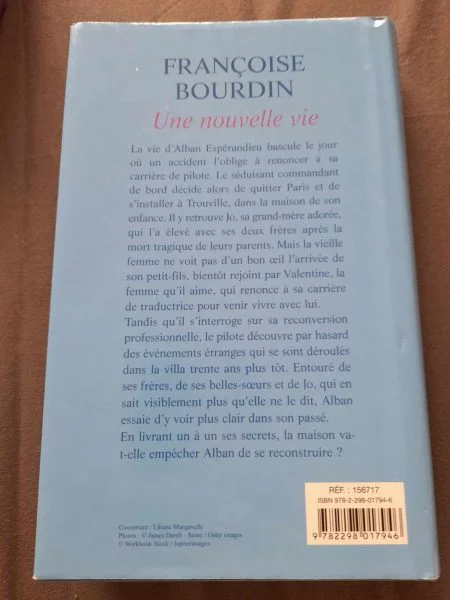 FRANÇOISE
BOURDIN
Une nouvelle vie
La vie d'Alban Espérandieu bascule le jour
où un accident l'oblige à renoncer à sa
carrière de pilote. Le séduisant commandant
de bord décide alors de quitter Paris et de
s'installer à Trouville, dans la maison de son
enfance. Il y retrouve Jo, sa grand-mère adorée,
qui l'a élevé avec ses deux frères après la
mort tragique de leurs parents. Mais la vieille
femme ne voit pas d'un bon œil l'arrivée de
son petit-fils, bientôt rejoint par Valentine, la
femme qu'il aime, qui renonce à sa carrière
de traductrice pour venir vivre avec lui.
Tandis qu'il s'interroge sur sa reconversion
professionnelle, le pilote découvre par hasard
des événements étranges qui se sont déroulés
dans la villa trente ans plus tôt. Entouré de
ses frères, de ses belles-sœurs et de Jo, qui en
sait visiblement plus qu'elle ne le dit, Alban
essaie d'y voir plus clair dans son passé.
En livrant un à un ses secrets, la maison va-
t-elle empêcher Alban de se reconstruire ?
RÉF. : 156717
ISBN 978-2-298-01794-6
9 782298 017946
Couverture : Liliane Mangavelle
Photos : © James Darell - Stone / Getty images
© Workbook Stock / Jupiterimages